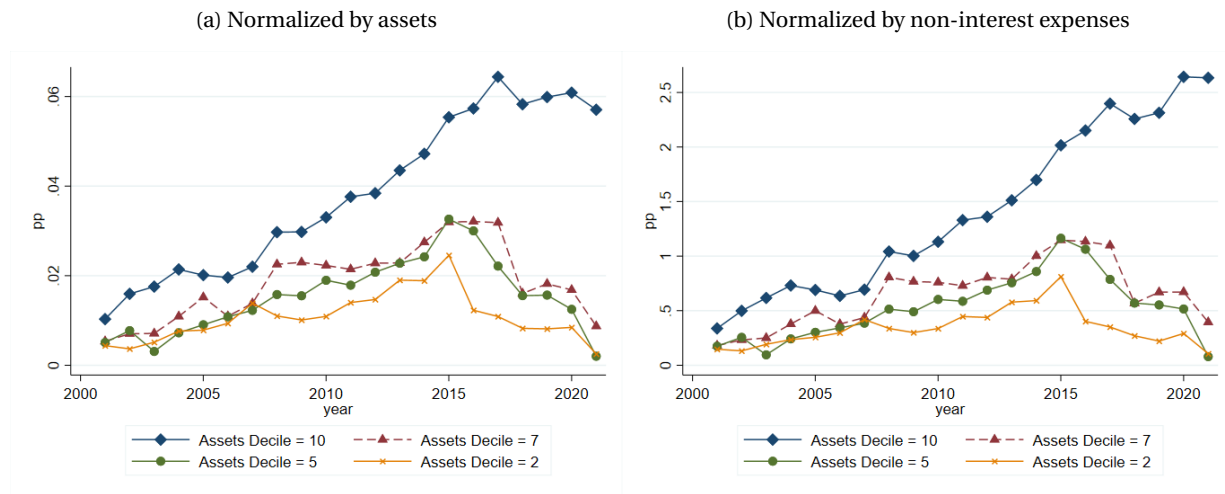 (a) Normalized by assets
.06
.04
.02
0
pp
2000
2005
2010
2015
2020
year
Assets Decile = 10
Assets Decile = 7
Assets Decile = 5
Assets Decile = 2
(b) Normalized by non-interest expenses
2.5
2
1.5
1
.5
0
pp
2000
2005
2010
2015
2020
year
Assets Decile = 10
Assets Decile = 7
Assets Decile = 5
Assets Decile = 2